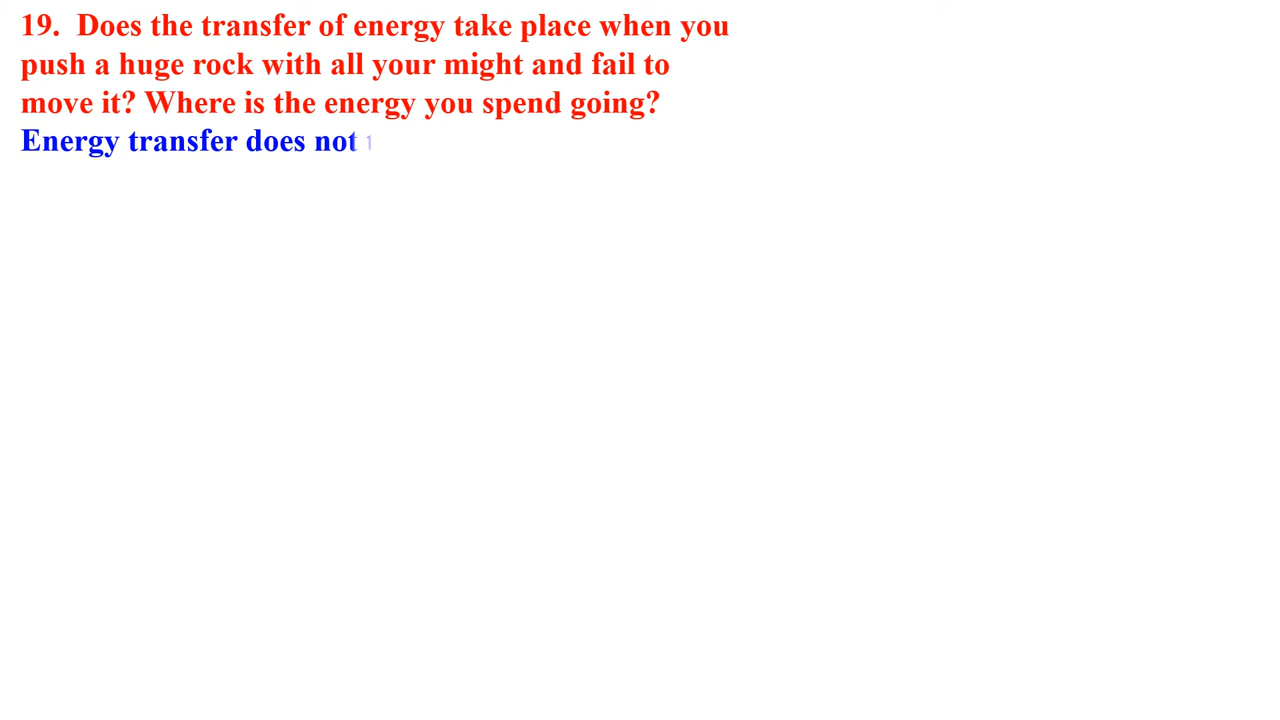 19.  Does the transfer of energy take place when you
push a huge rock with all your might and fail to
move it? Where is the energy you spend going?
Energy transfer does not